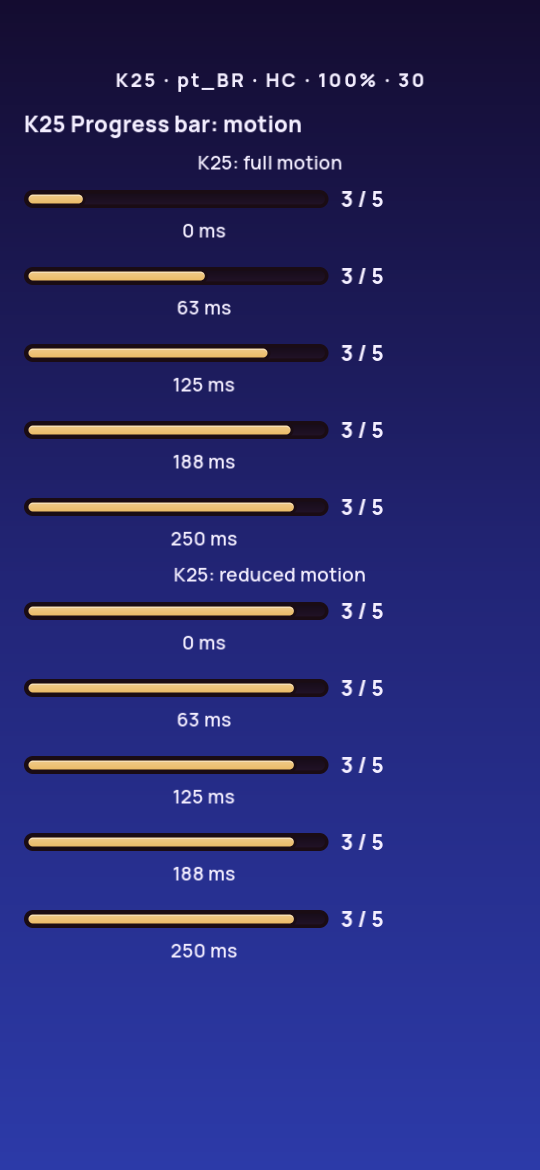 K25 · pt_BR · HC · 100% · 30
K25 Progress bar: motion
K25: full motion
3 / 5
0 ms
3 / 5
63 ms
3 / 5
125 ms
3 / 5
188 ms
3 / 5
250 ms
K25: reduced motion
3 / 5
0 ms
3 / 5
63 ms
3 / 5
125 ms
3 / 5
188 ms
3 / 5
250 ms